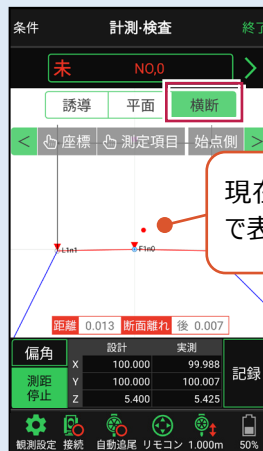 条件 計測･検査 終了
未 NO,0
誘導 平面 横断
< 座標 測定項目 始点側 >
現在
で表
L1n1 F1n0
距離 0.013 断面離れ 後 0.007
偏角 設計 実測
X 100.000 99.988
測距停止 Y 100.000 100.007 記録
Z 5.400 5.425
観測設定 接続 自動追尾 リモコン 1.000m 50%